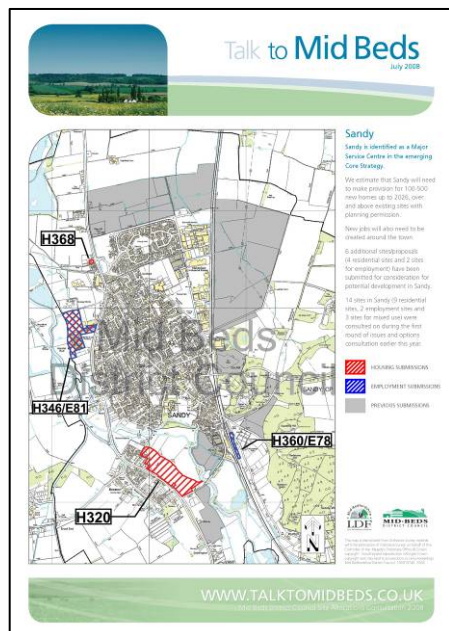 Talk to Mid Beds
July 2008
Sandy
Sandy is identified as a Major
Service Centre in the emerging
Core Strategy.
We estimate that Sandy will need
to make provision for 100-500
new homes up to 2026, over
and above existing sites with
planning permission.
New jobs will also need to be
created around the town.
6 additional sites/proposals
(4 residential sites and 2 sites
for employment) have been
submitted for consideration for
potential development in Sandy.
14 sites in Sandy (9 residential
sites, 2 employment sites and
3 sites for mixed use) were
consulted on during the first
round of issues and options
consultation earlier this year.
HOUSING SUBMISSIONS
EMPLOYMENT SUBMISSIONS
PREVIOUS SUBMISSIONS
H368
Beds
District Council
H346/E81
SANDY
H360/E78
H320
N
LDF
MID-BEDS
DISTRICT COUNCIL
WWW.TALKTOMIDBEDS.CO.UK